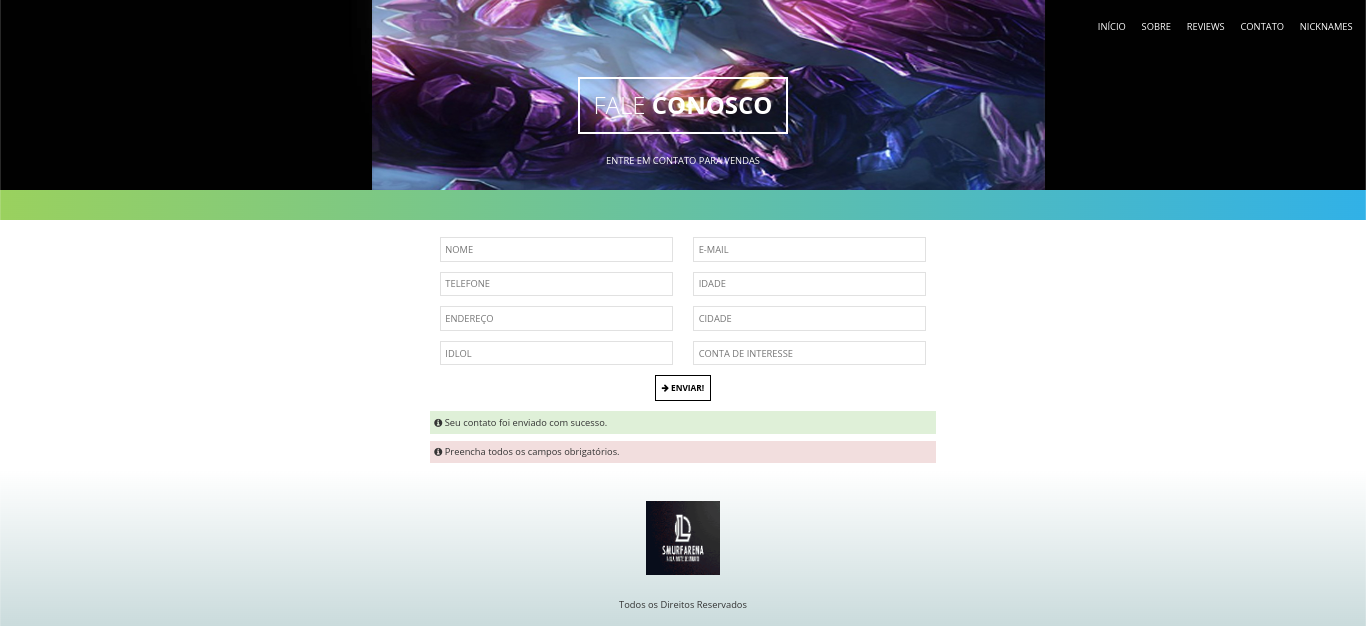 INÍCIO SOBRE REVIEWS CONTATO NICKNAMES
FALE CONOSCO
ENTRE EM CONTATO PARA VENDAS
NOME E-MAIL
TELEFONE IDADE
ENDEREÇO CIDADE
IDLOL CONTA DE INTERESSE
ENVIAR!
Seu contato foi enviado com sucesso.
Preencha todos os campos obrigatórios.
SMURFARENA
Todos os Direitos Reservados